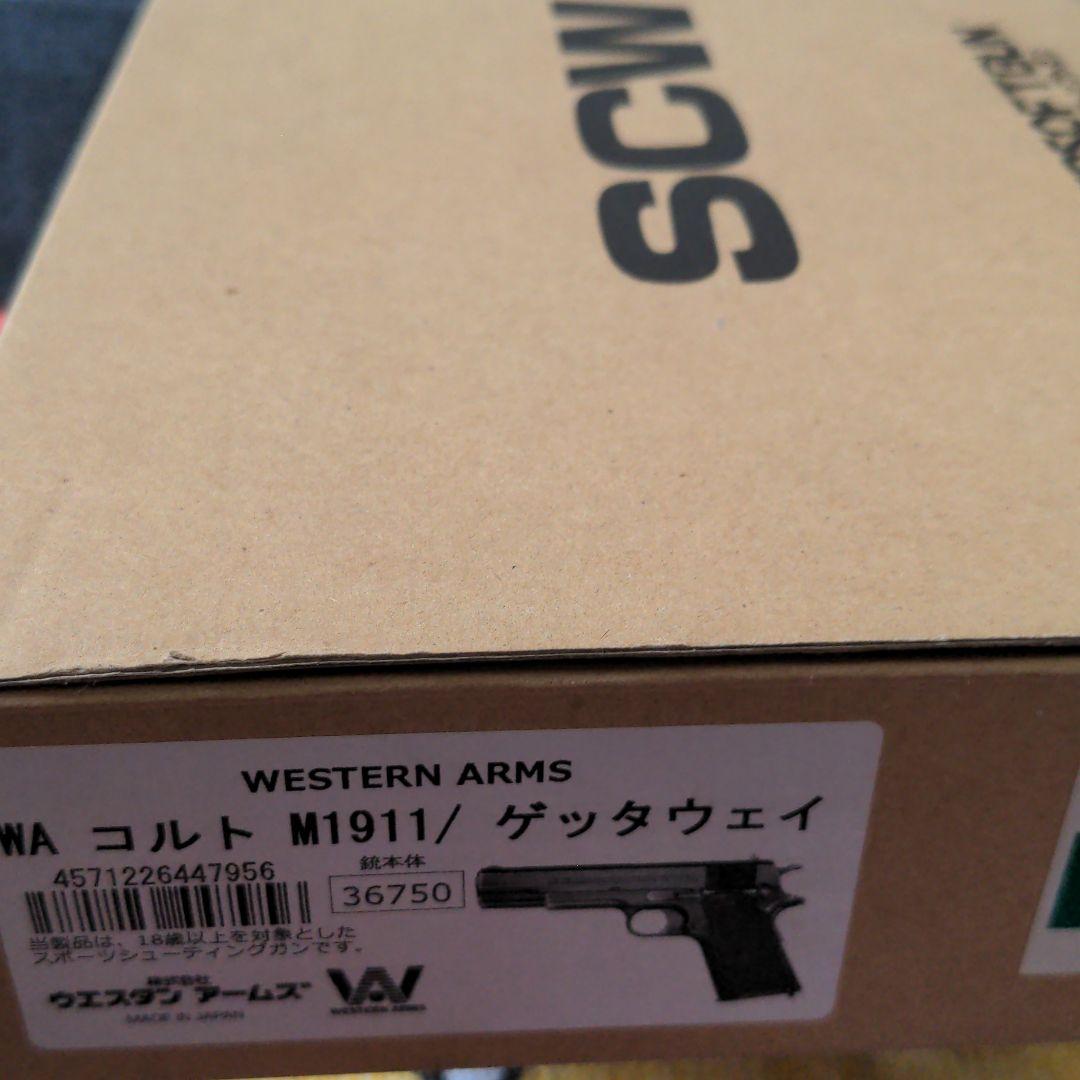 SCW
WESTERN ARMS
WA コルト M1911/ ゲッタウェイ
4571226447956
銃本体
36750
当製品は、18歳以上を対象とした
スポーツシューティングガンです。
株式会社
ウエスタン アームズ
MADE IN JAPAN
WA
WESTERN ARMS